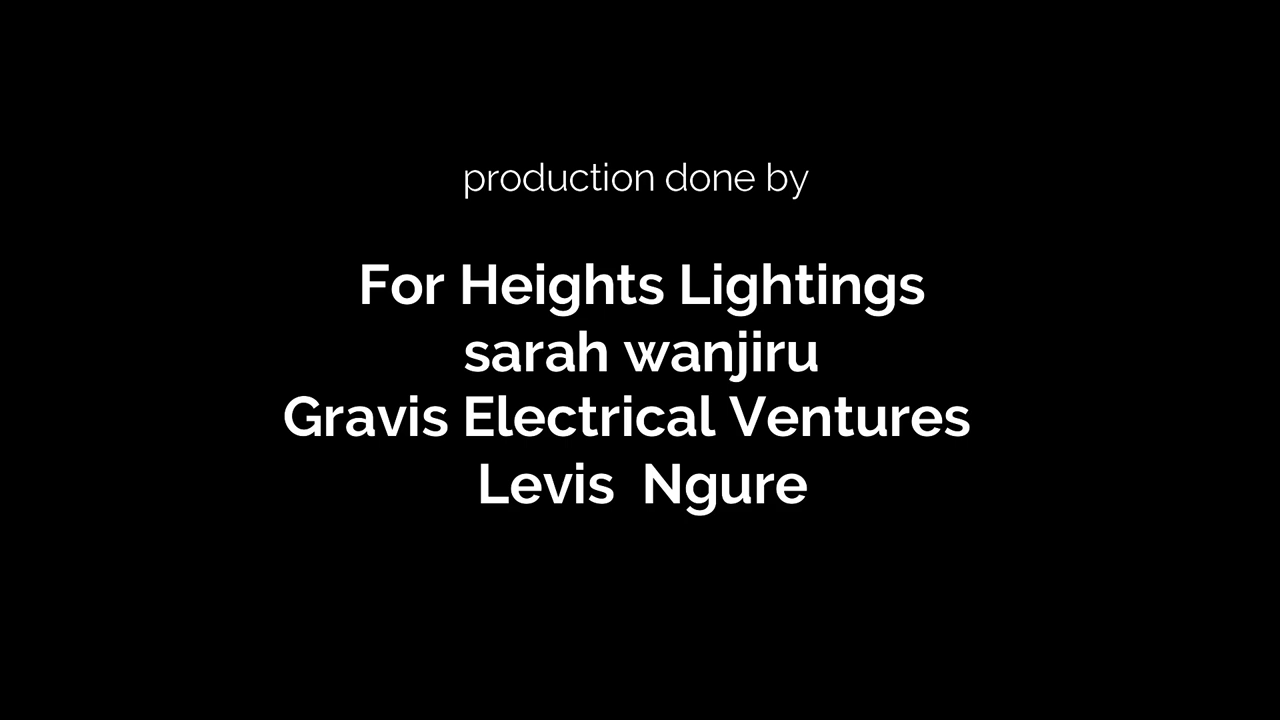 production done by
For Heights Lightings
sarah wanjiru
Gravis Electrical Ventures
Levis  Ngure